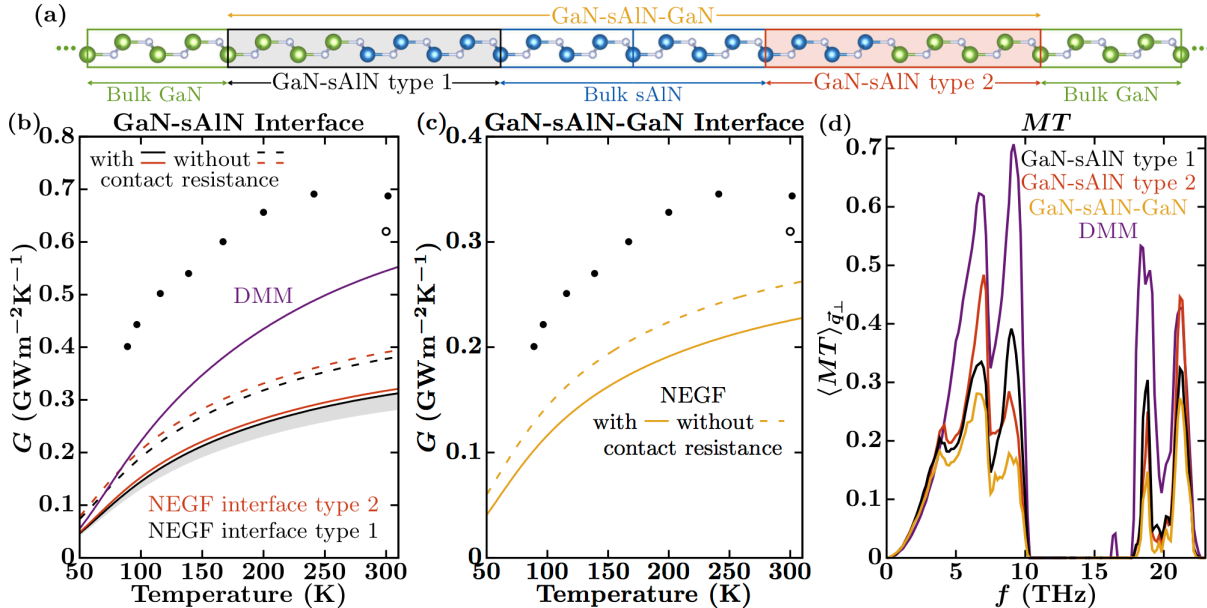 (a)
GaN-sAlN-GaN
Bulk GaN
GaN-sAlN type 1
Bulk sAlN
GaN-sAlN type 2
Bulk GaN
(b)
GaN-sAlN Interface
with without
contact resistance
DMM
NEGF interface type 2
NEGF interface type 1
G (GWm−2K−1)
0.8
0.7
0.6
0.5
0.4
0.3
0.2
0.1
0
50 100 150 200 250 300
Temperature (K)
(c)
GaN-sAlN-GaN Interface
NEGF
with without
contact resistance
G (GWm−2K−1)
0.4
0.3
0.2
0.1
0
50 100 150 200 250 300
Temperature (K)
(d)
MT
GaN-sAlN type 1
GaN-sAlN type 2
GaN-sAlN-GaN
DMM
⟨MT⟩q⃗⊥
0.7
0.6
0.5
0.4
0.3
0.2
0.1
0
0 5 10 15 20
f (THz)